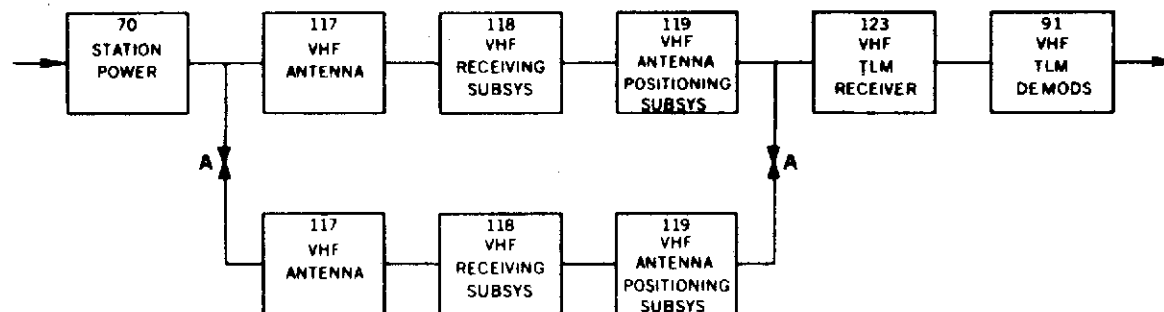 70
STATION
POWER
117
VHF
ANTENNA
118
VHF
RECEIVING
SUBSYS
119
VHF
ANTENNA
POSITIONING
SUBSYS
123
VHF
TLM
RECEIVER
91
VHF
TLM
DEMODS
A
A
117
VHF
ANTENNA
118
VHF
RECEIVING
SUBSYS
119
VHF
ANTENNA
POSITIONING
SUBSYS